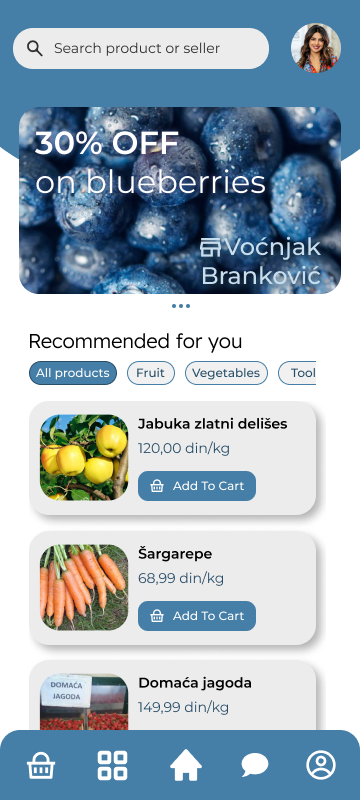 Search product or seller
30% OFF
on blueberries
Voćnjak
Branković
Recommended for you
All products
Fruit
Vegetables
Tool
Jabuka zlatni delišes
120,00 din/kg
Add To Cart
Šargarepe
68,99 din/kg
Add To Cart
DOMAĆA
JAGODA
Domaća jagoda
149,99 din/kg